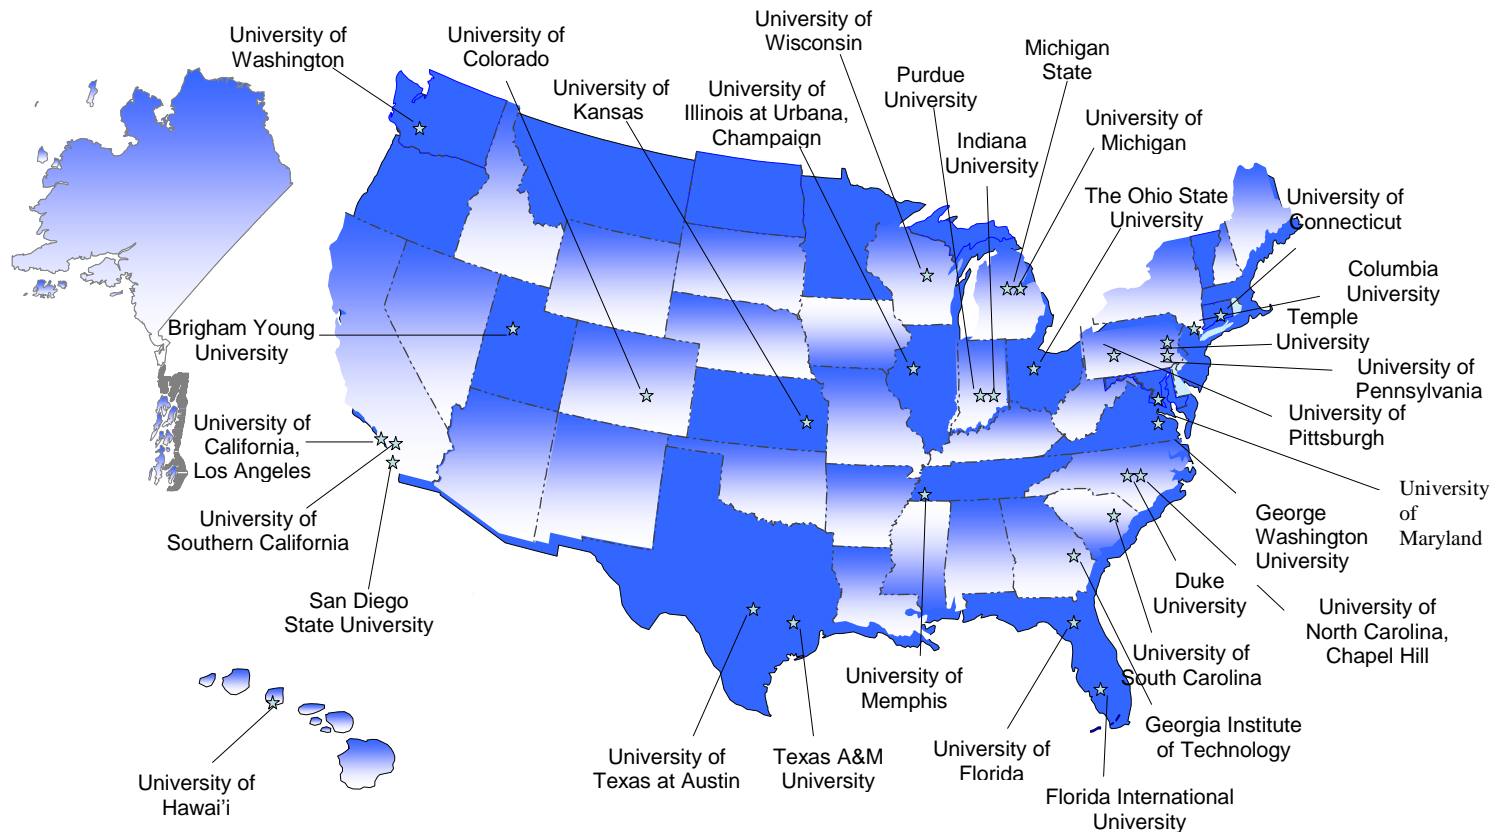 University of
Washington
University of
Colorado
University of
Kansas
University of
Illinois at Urbana,
Champaign
University of
Wisconsin
Purdue
University
Michigan
State
Indiana
University
University of
Michigan
The Ohio State
University
University of
Connecticut
Columbia
University
Temple
University
University of
Pennsylvania
University of
Pittsburgh
University
of
Maryland
George
Washington
University
Duke
University
University of
North Carolina,
Chapel Hill
University of
South Carolina
Georgia Institute
of Technology
Florida International
University
University of
Florida
University of
Memphis
Texas A&M
University
University of
Texas at Austin
Brigham Young
University
University of
California,
Los Angeles
University of
Southern California
San Diego
State University
University of
Hawai’i